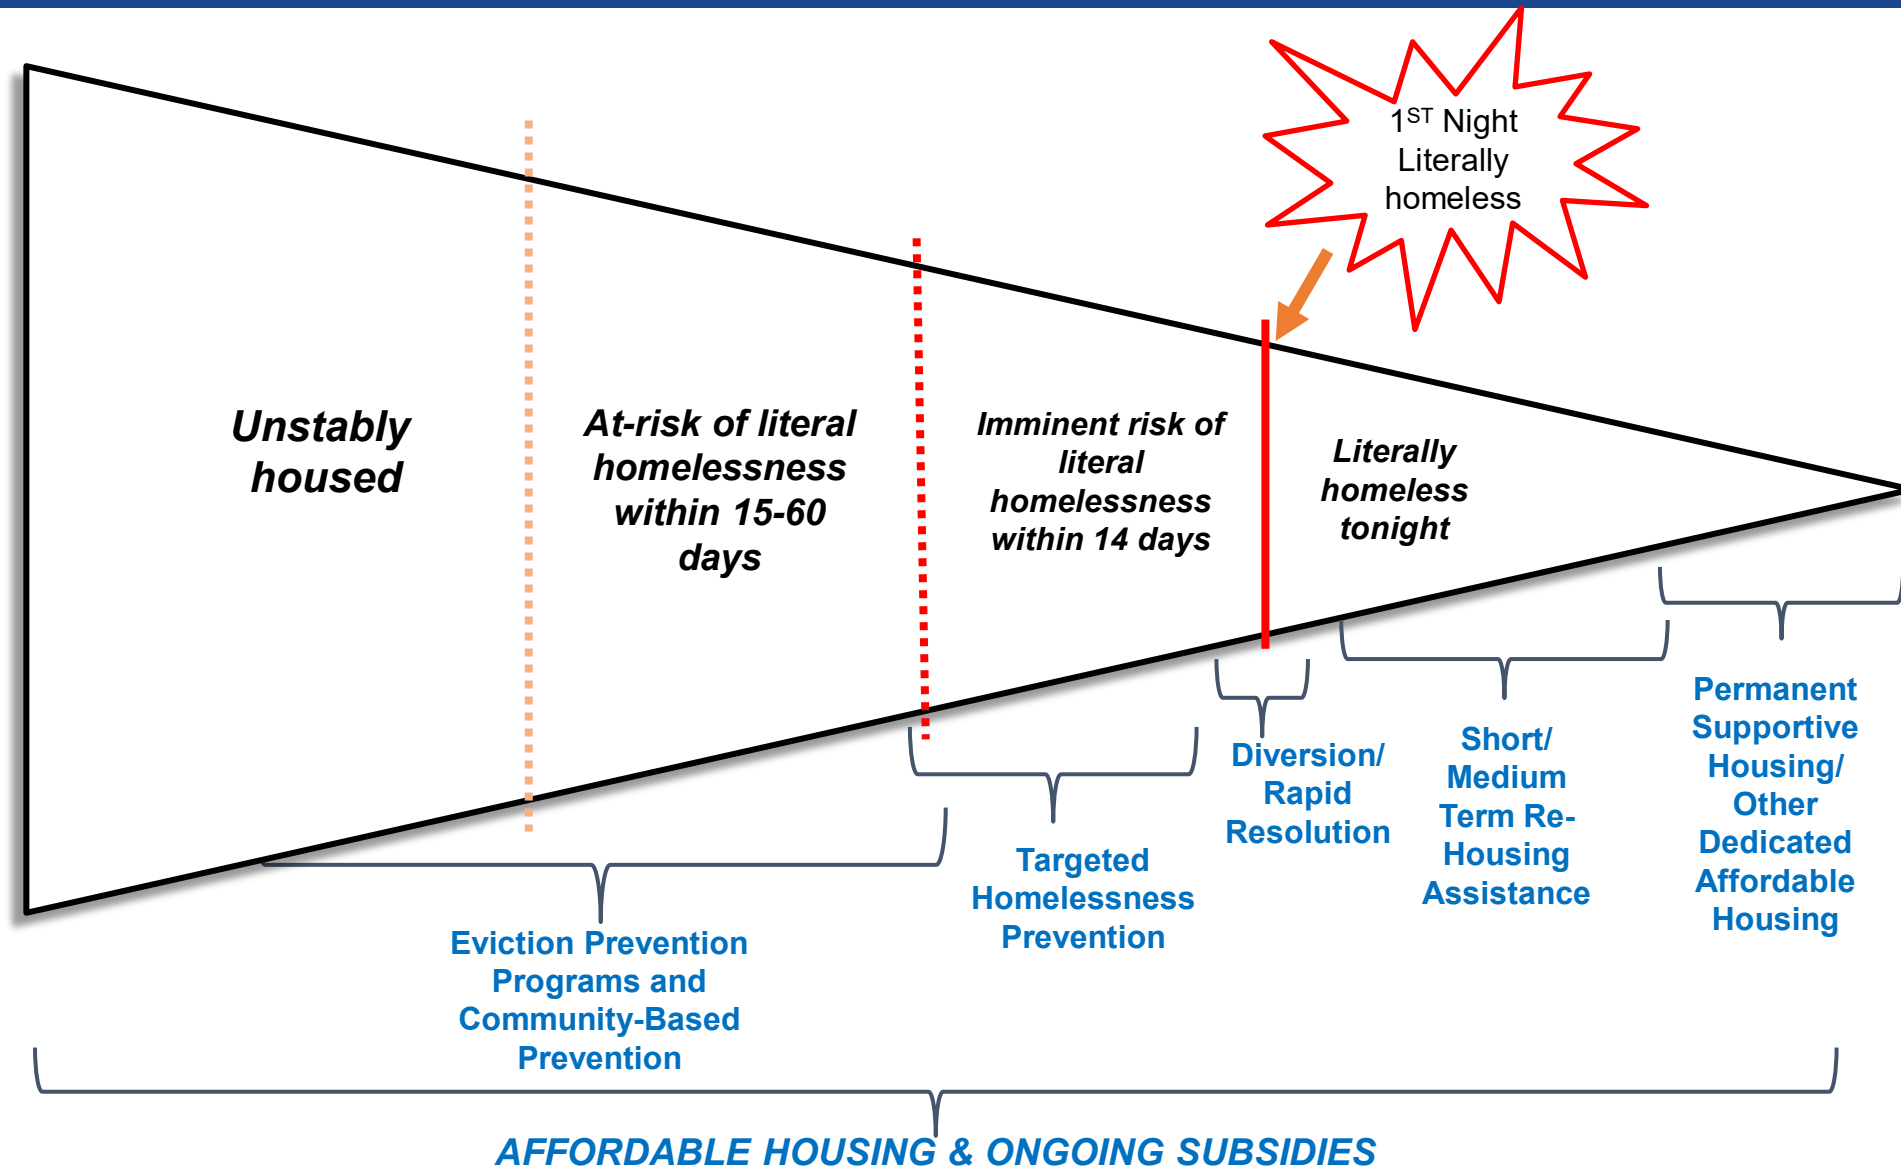 1ST Night
Literally
homeless
Unstably
housed
At-risk of literal
homelessness
within 15-60
days
Imminent risk of
literal
homelessness
within 14 days
Literally
homeless
tonight
Eviction Prevention
Programs and
Community-Based
Prevention
Targeted
Homelessness
Prevention
Diversion/
Rapid
Resolution
Short/
Medium
Term Re-
Housing
Assistance
Permanent
Supportive
Housing/
Other
Dedicated
Affordable
Housing
AFFORDABLE HOUSING & ONGOING SUBSIDIES